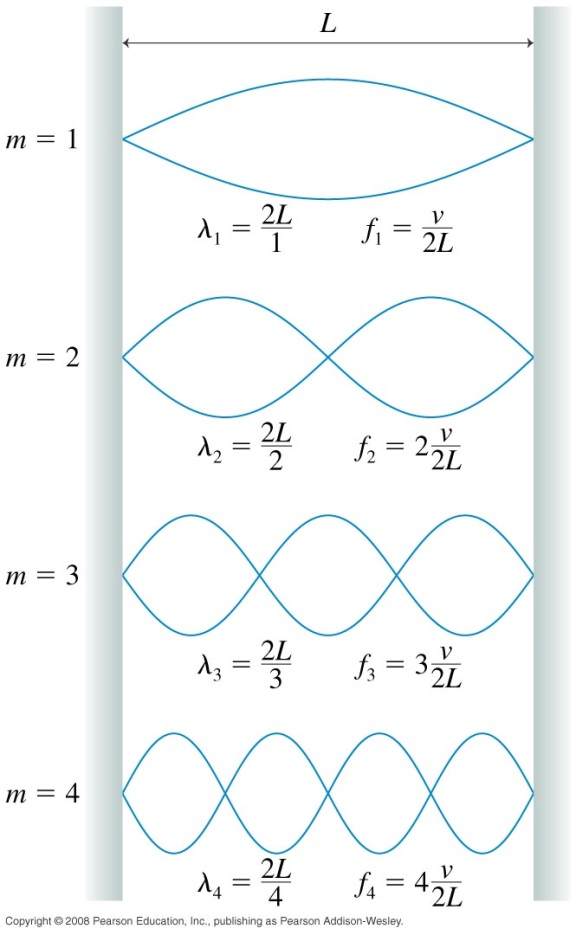 L
m = 1
λ₁ = 2L/1 f₁ = v/2L
m = 2
λ₂ = 2L/2 f₂ = 2 v/2L
m = 3
λ₃ = 2L/3 f₃ = 3 v/2L
m = 4
λ₄ = 2L/4 f₄ = 4 v/2L
Copyright © 2008 Pearson Education, Inc., publishing as Pearson Addison-Wesley.